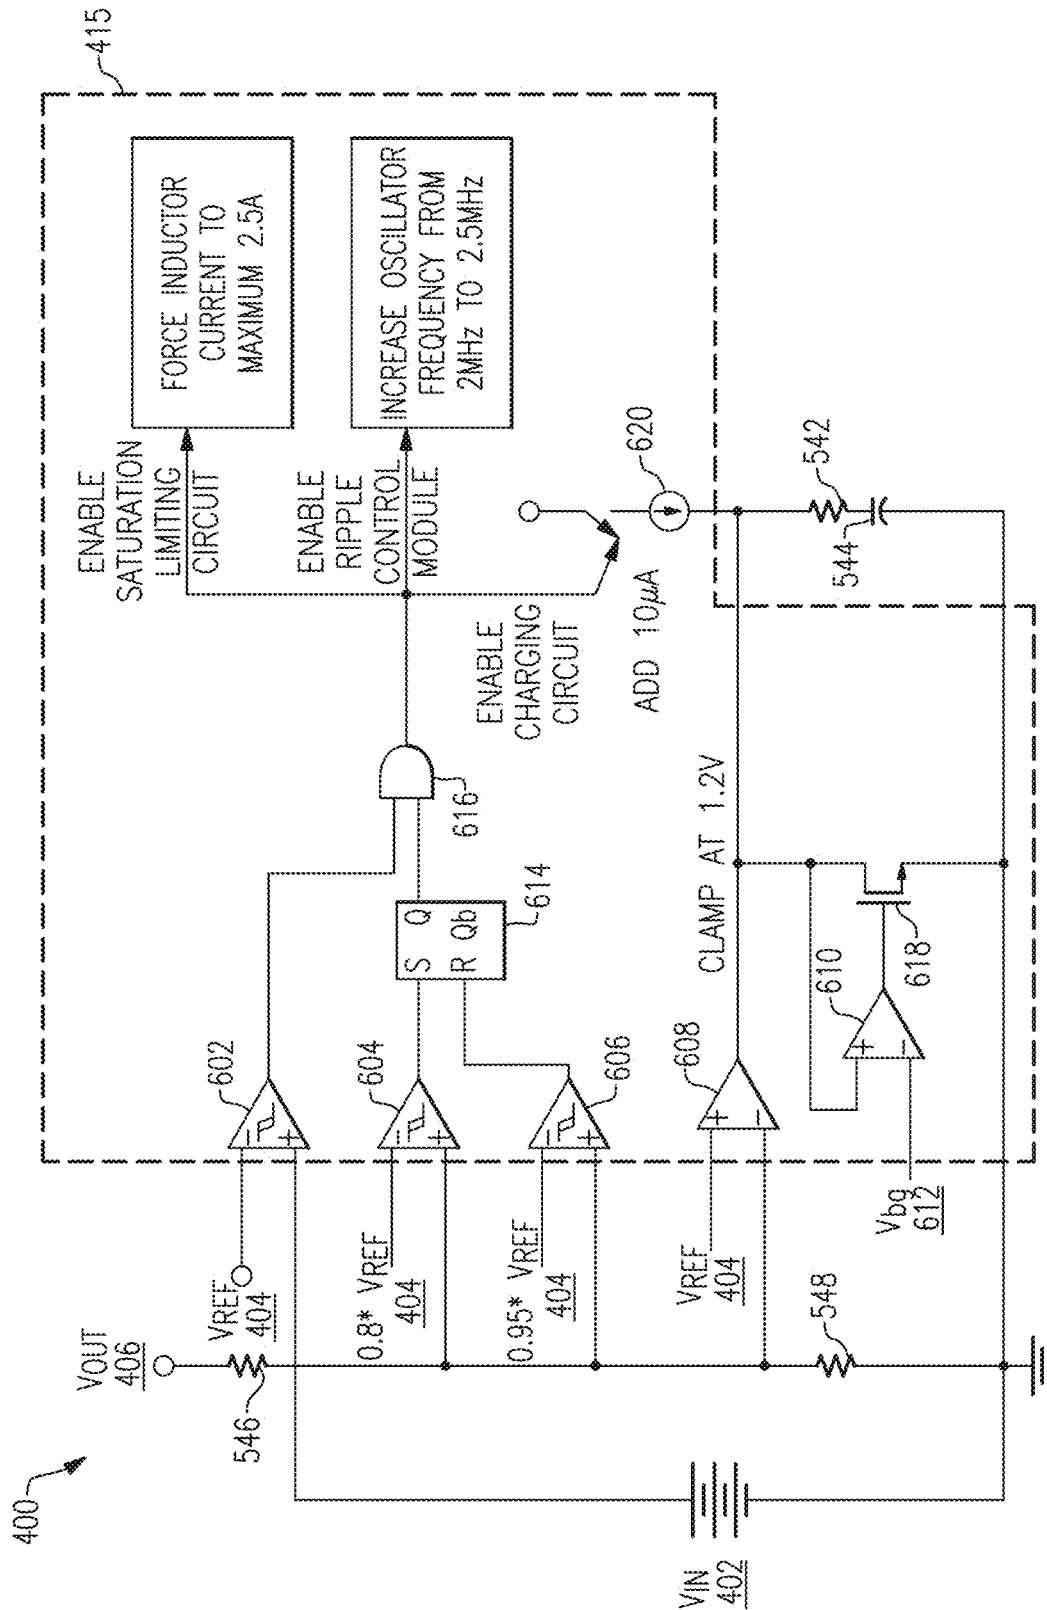 400
415
FORCE INDUCTOR
CURRENT TO
MAXIMUM 2.5A
INCREASE OSCILLATOR
FREQUENCY FROM
2MHz TO 2.5MHz
ENABLE
SATURATION
LIMITING
CIRCUIT
ENABLE
RIPPLE
CONTROL
MODULE
ENABLE
CHARGING
CIRCUIT
ADD 10µA
620
542
544
616
S Q
R Qb
614
602
604
606
608
610
618
CLAMP AT 1.2V
- +
- +
- +
+ -
+ -
VOUT
406
VREF
404
546
0.8* VREF
404
0.95* VREF
404
VREF
404
Vbg
612
548
VIN
402